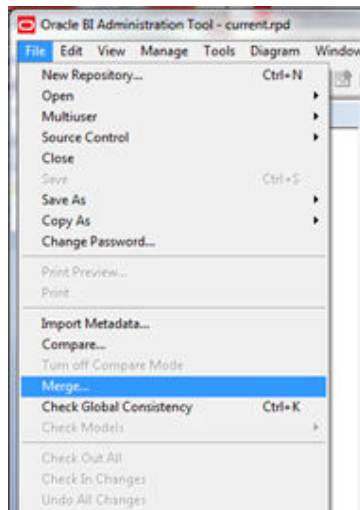 Oracle BI Administration Tool - current.rpd
File Edit View Manage Tools Diagram Window
New Repository... Ctrl+N
Open
Multiuser
Source Control
Close
Save Ctrl+S
Save As
Copy As
Change Password...
Print Preview...
Print
Import Metadata...
Compare...
Turn off Compare Mode
Merge...
Check Global Consistency Ctrl+K
Check Models
Check Out All
Check In Changes
Undo All Changes